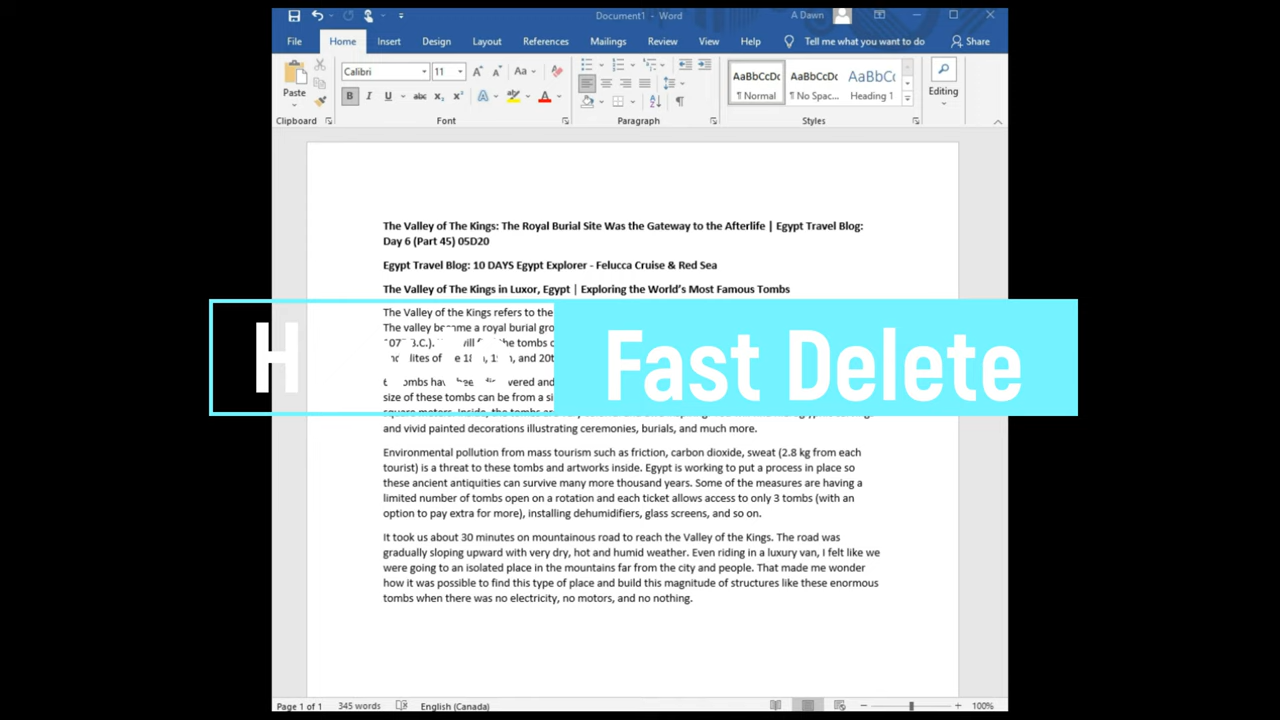 Document1 - Word
A Dawn
File Home Insert Design Layout References Mailings Review View Help Tell me what you want to do Share
Paste
Calibri 11 Aa
B I U abc x₂ x² A A
AaBbCcDc AaBbCcDc AaBbCc
¶ Normal ¶ No Spac... Heading 1
Editing
Clipboard Font Paragraph Styles
The Valley of The Kings: The Royal Burial Site Was the Gateway to the Afterlife | Egypt Travel Blog:
Day 6 (Part 45) 05D20
Egypt Travel Blog: 10 DAYS Egypt Explorer - Felucca Cruise & Red Sea
The Valley of The Kings in Luxor, Egypt | Exploring the World's Most Famous Tombs
The Valley of the Kings refers to the
The valley became a royal burial
the tombs
and 20t
H
Fast Delete
tombs
size of these tombs can be from a
and vivid painted decorations illustrating ceremonies, burials, and much more.
Environmental pollution from mass tourism such as friction, carbon dioxide, sweat (2.8 kg from each
tourist) is a threat to these tombs and artworks inside. Egypt is working to put a process in place so
these ancient antiquities can survive many more thousand years. Some of the measures are having a
limited number of tombs open on a rotation and each ticket allows access to only 3 tombs (with an
option to pay extra for more), installing dehumidifiers, glass screens, and so on.
It took us about 30 minutes on mountainous road to reach the Valley of the Kings. The road was
gradually sloping upward with very dry, hot and humid weather. Even riding in a luxury van, I felt like we
were going to an isolated place in the mountains far from the city and people. That made me wonder
how it was possible to find this type of place and build this magnitude of structures like these enormous
tombs when there was no electricity, no motors, and no nothing.
Page 1 of 1 345 words English (Canada) 100%